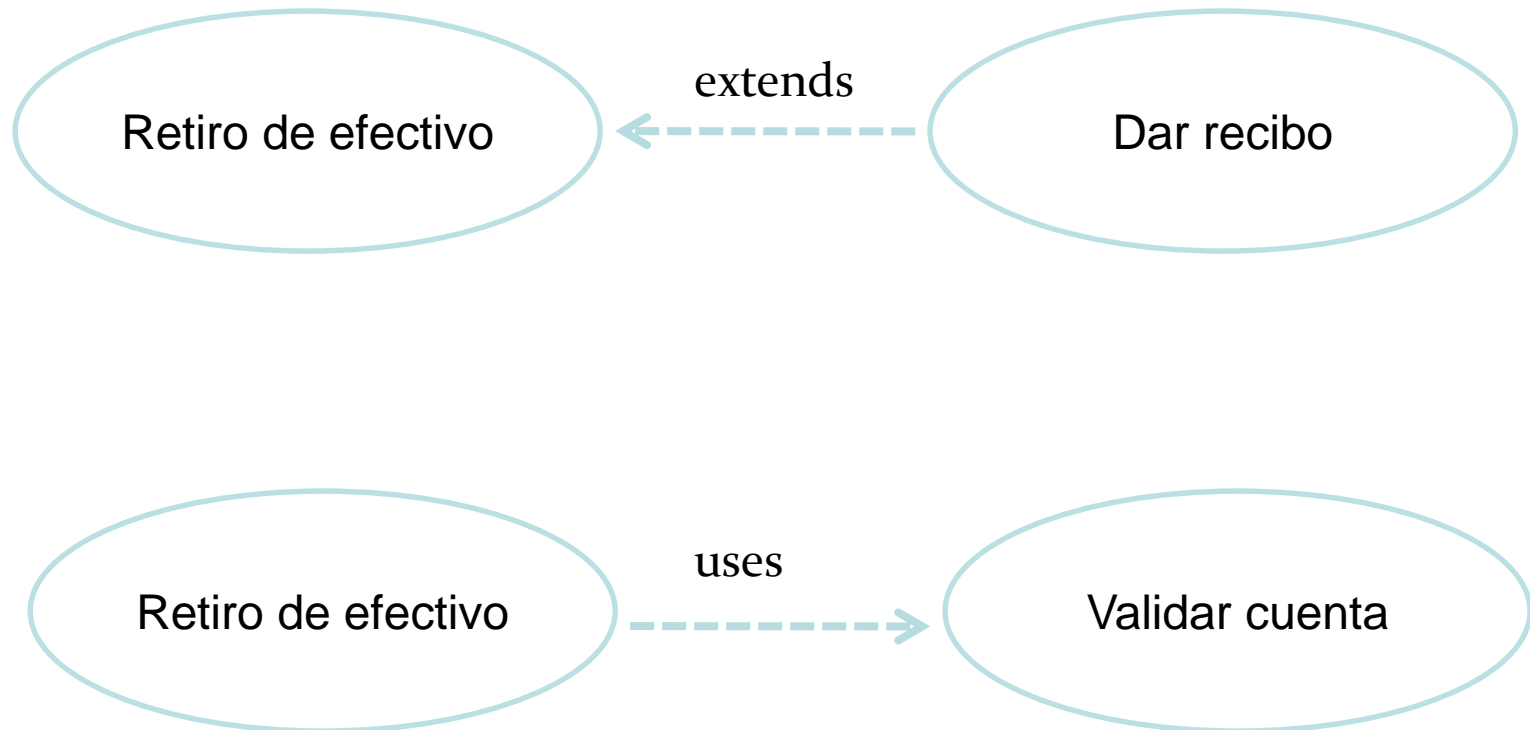 extends
Retiro de efectivo
Dar recibo
uses
Retiro de efectivo
Validar cuenta